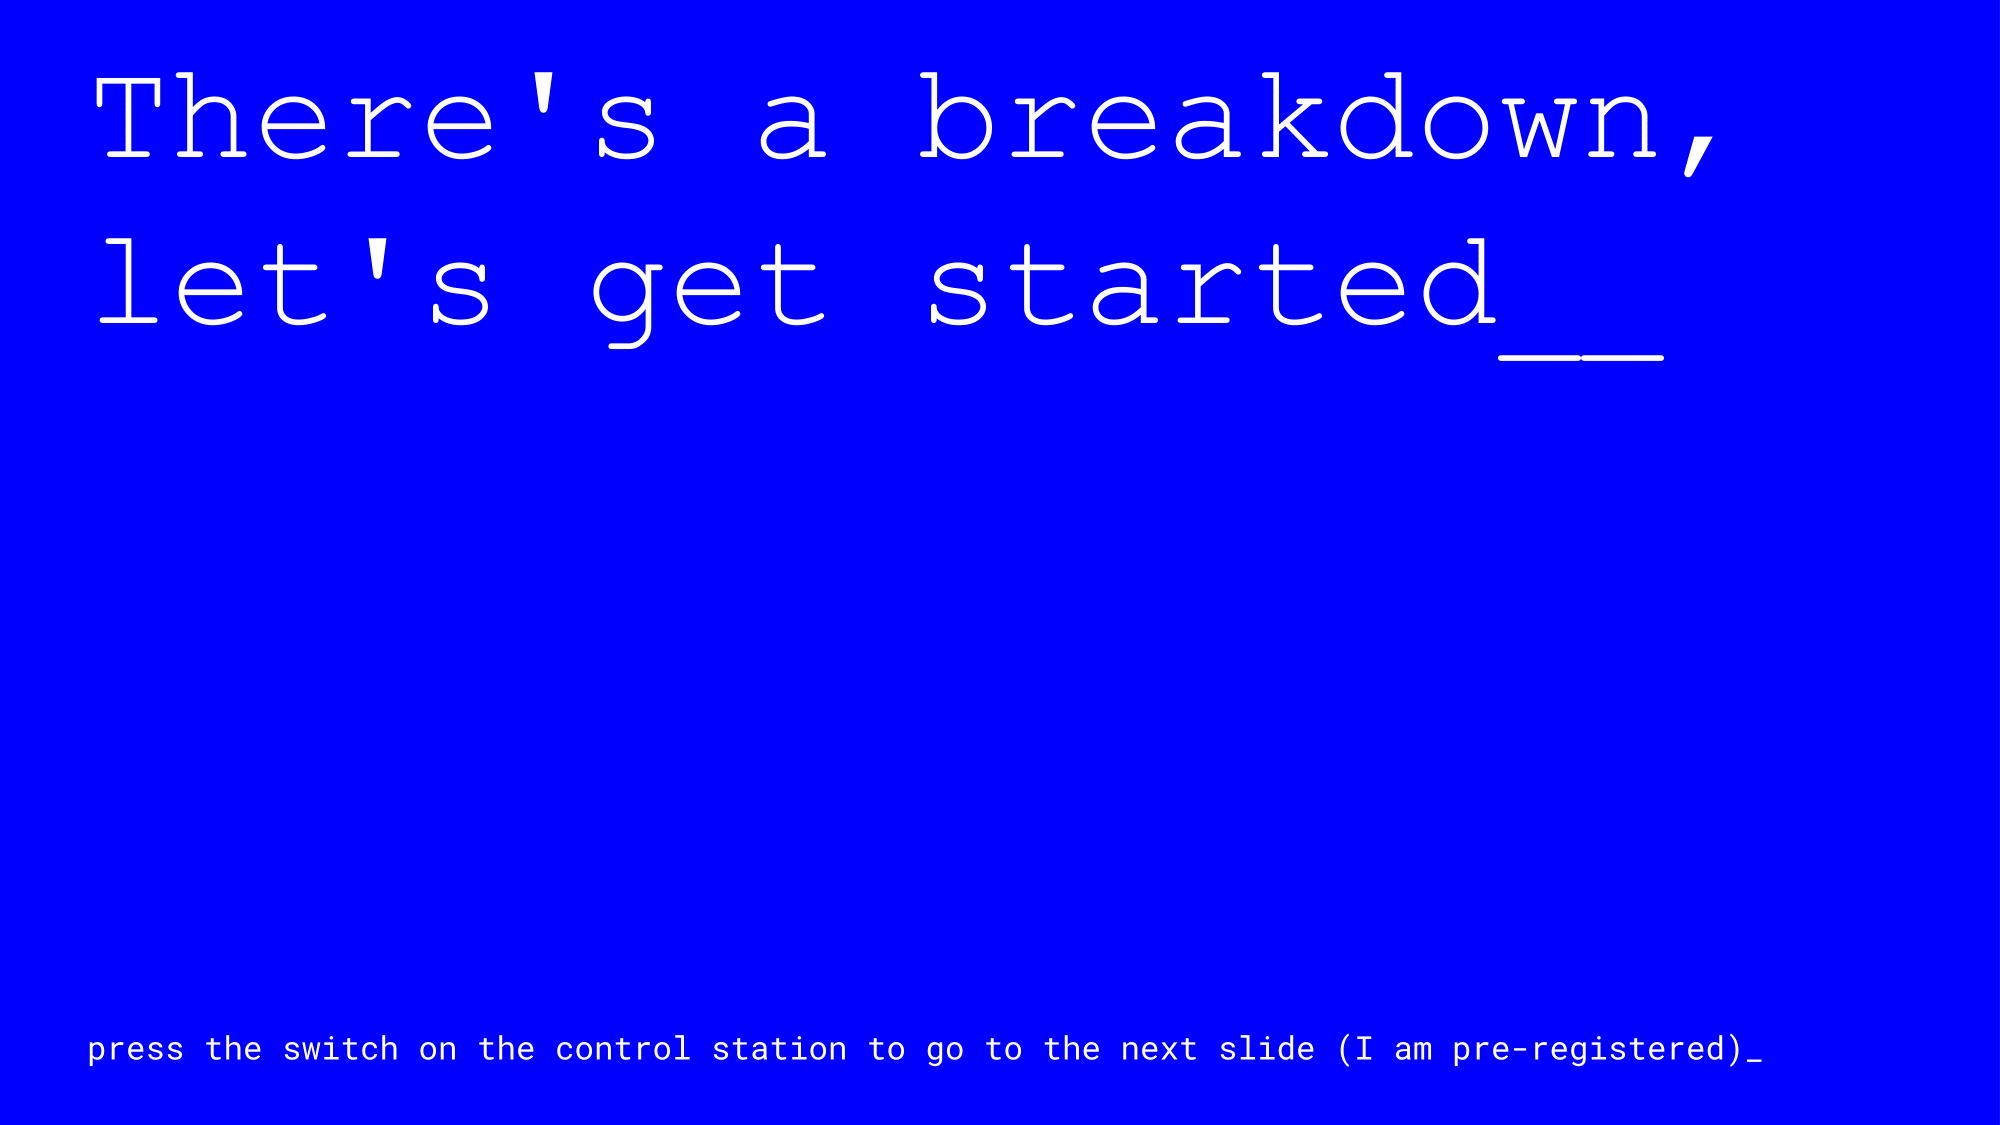 There's a breakdown,
let's get started__
press the switch on the control station to go to the next slide (I am pre-registered)_